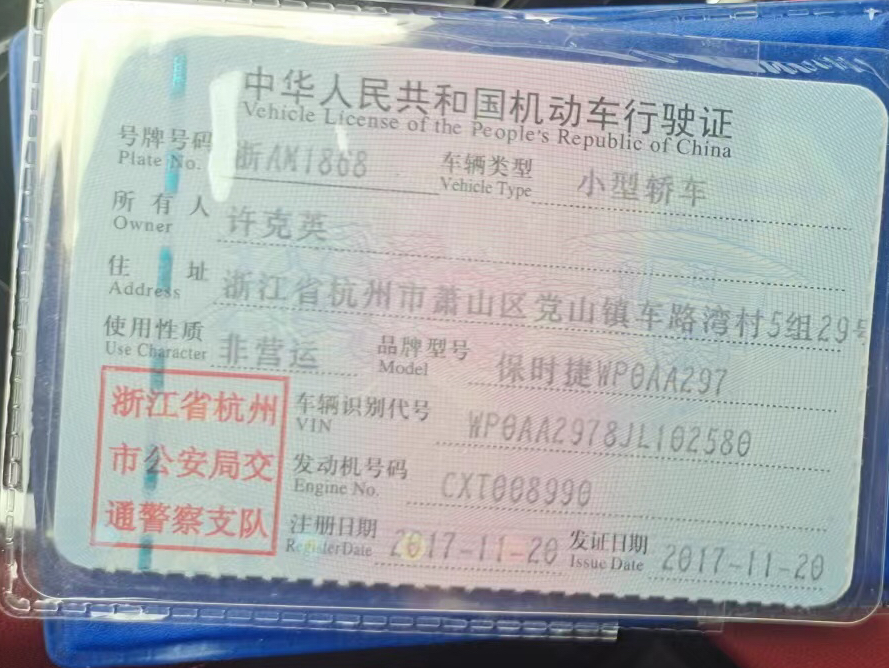 中华人民共和国机动车行驶证
Vehicle License of the People's Republic of China
号牌号码 浙AM1868 车辆类型 小型轿车
Plate No. Vehicle Type
所有人 许克英
Owner
住址 浙江省杭州市萧山区党山镇车路湾村5组29号
Address
使用性质 非营运 品牌型号 保时捷WP0AA297
Use Character Model
浙江省杭州
市公安局交
通警察支队
车辆识别代号 WP0AA2978JL102580
VIN
发动机号码 CXT008990
Engine No.
注册日期 2017-11-20 发证日期 2017-11-20
Register Date Issue Date